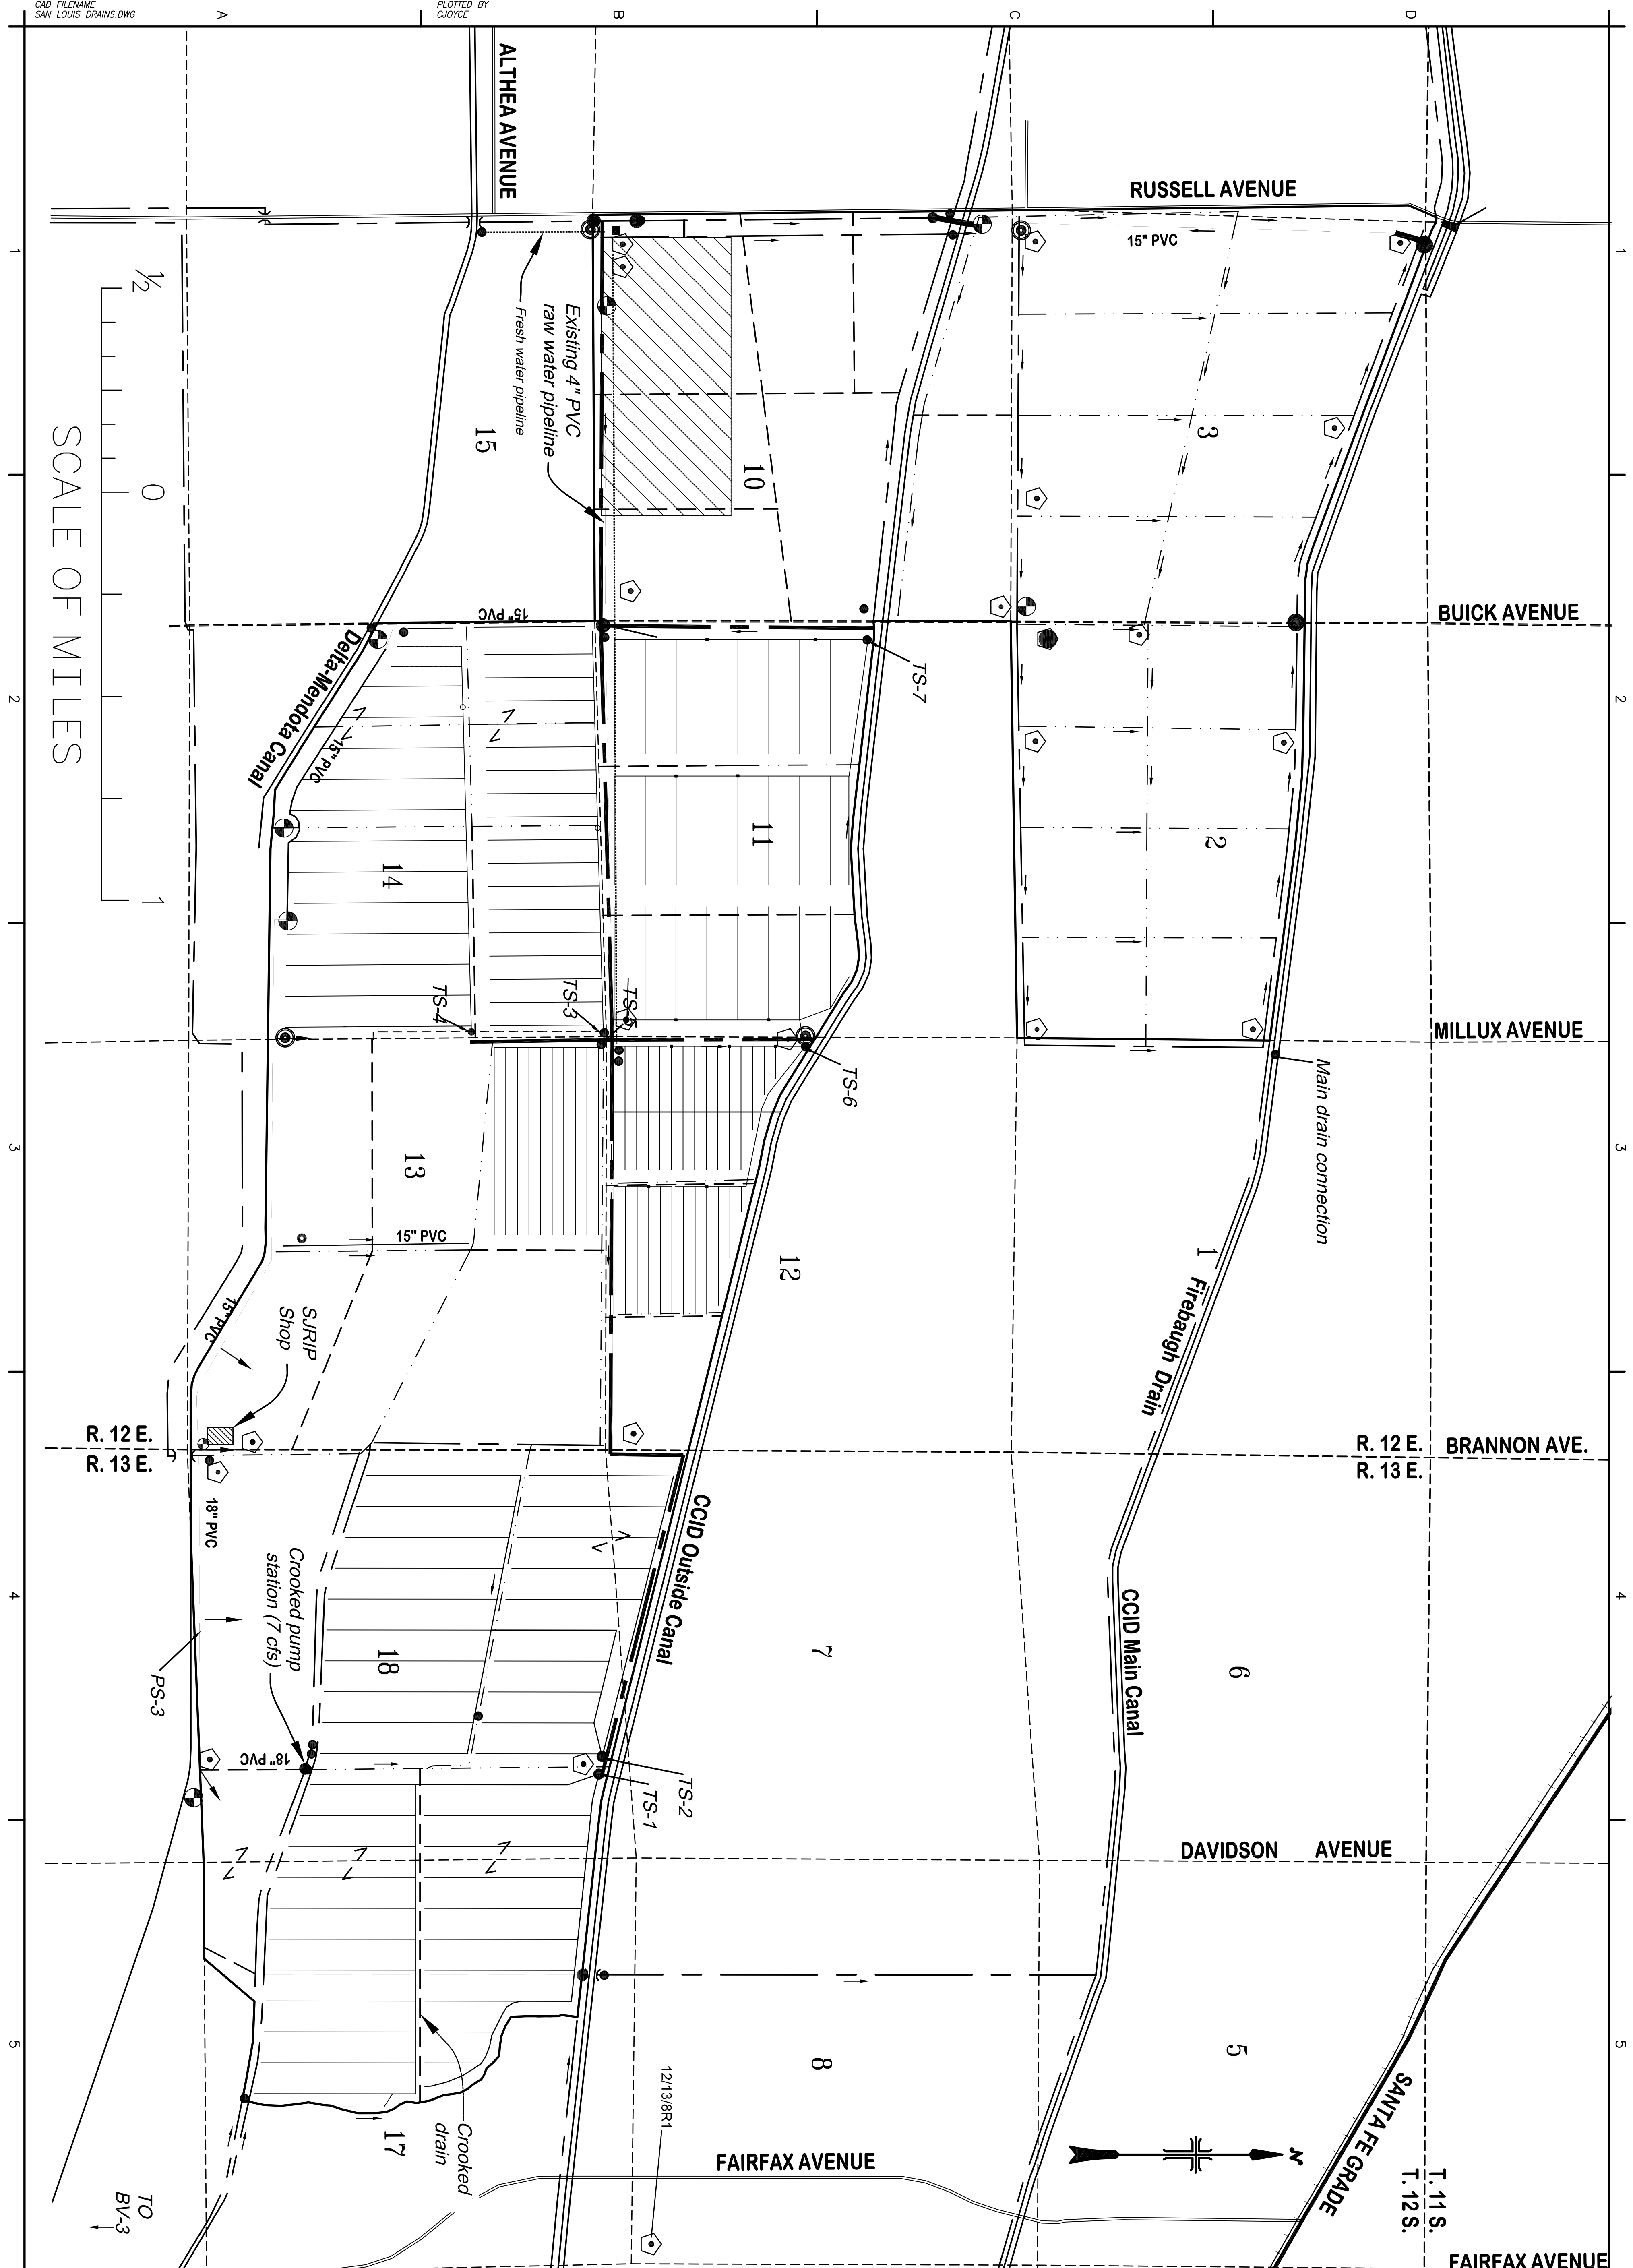 CAD FILENAME
SAN LOUIS DRAINS.DWG
PLOTTED BY
CJOYCE
A
B
C
D
ALTHEA AVENUE
RUSSELL AVENUE
15" PVC
1
1
½
0
1
SCALE OF MILES
Existing 4" PVC
raw water pipeline
Fresh water pipeline
15
10
3
BUICK AVENUE
15" PVC
TS-7
Delta-Mendota Canal
15" PVC
2
2
14
11
2
TS-4
TS-3
TS-5
TS-6
MILLUX AVENUE
Main drain connection
3
3
13
15" PVC
12
1
Firebaugh Drain
15" PVC
SJRIP
Shop
R. 12 E.
R. 13 E.
R. 12 E.
R. 13 E.
BRANNON AVE.
18" PVC
CCID Outside Canal
Crooked pump
station (7 cfs)
4
4
CCID Main Canal
18
7
6
PS-3
18" PVC
TS-2
TS-1
DAVIDSON AVENUE
5
5
8
5
12/13/8R1
Crooked
drain
17
SANTA FE GRADE
N
FAIRFAX AVENUE
T. 11 S.
T. 12 S.
TO
BV-3
FAIRFAX AVENUE